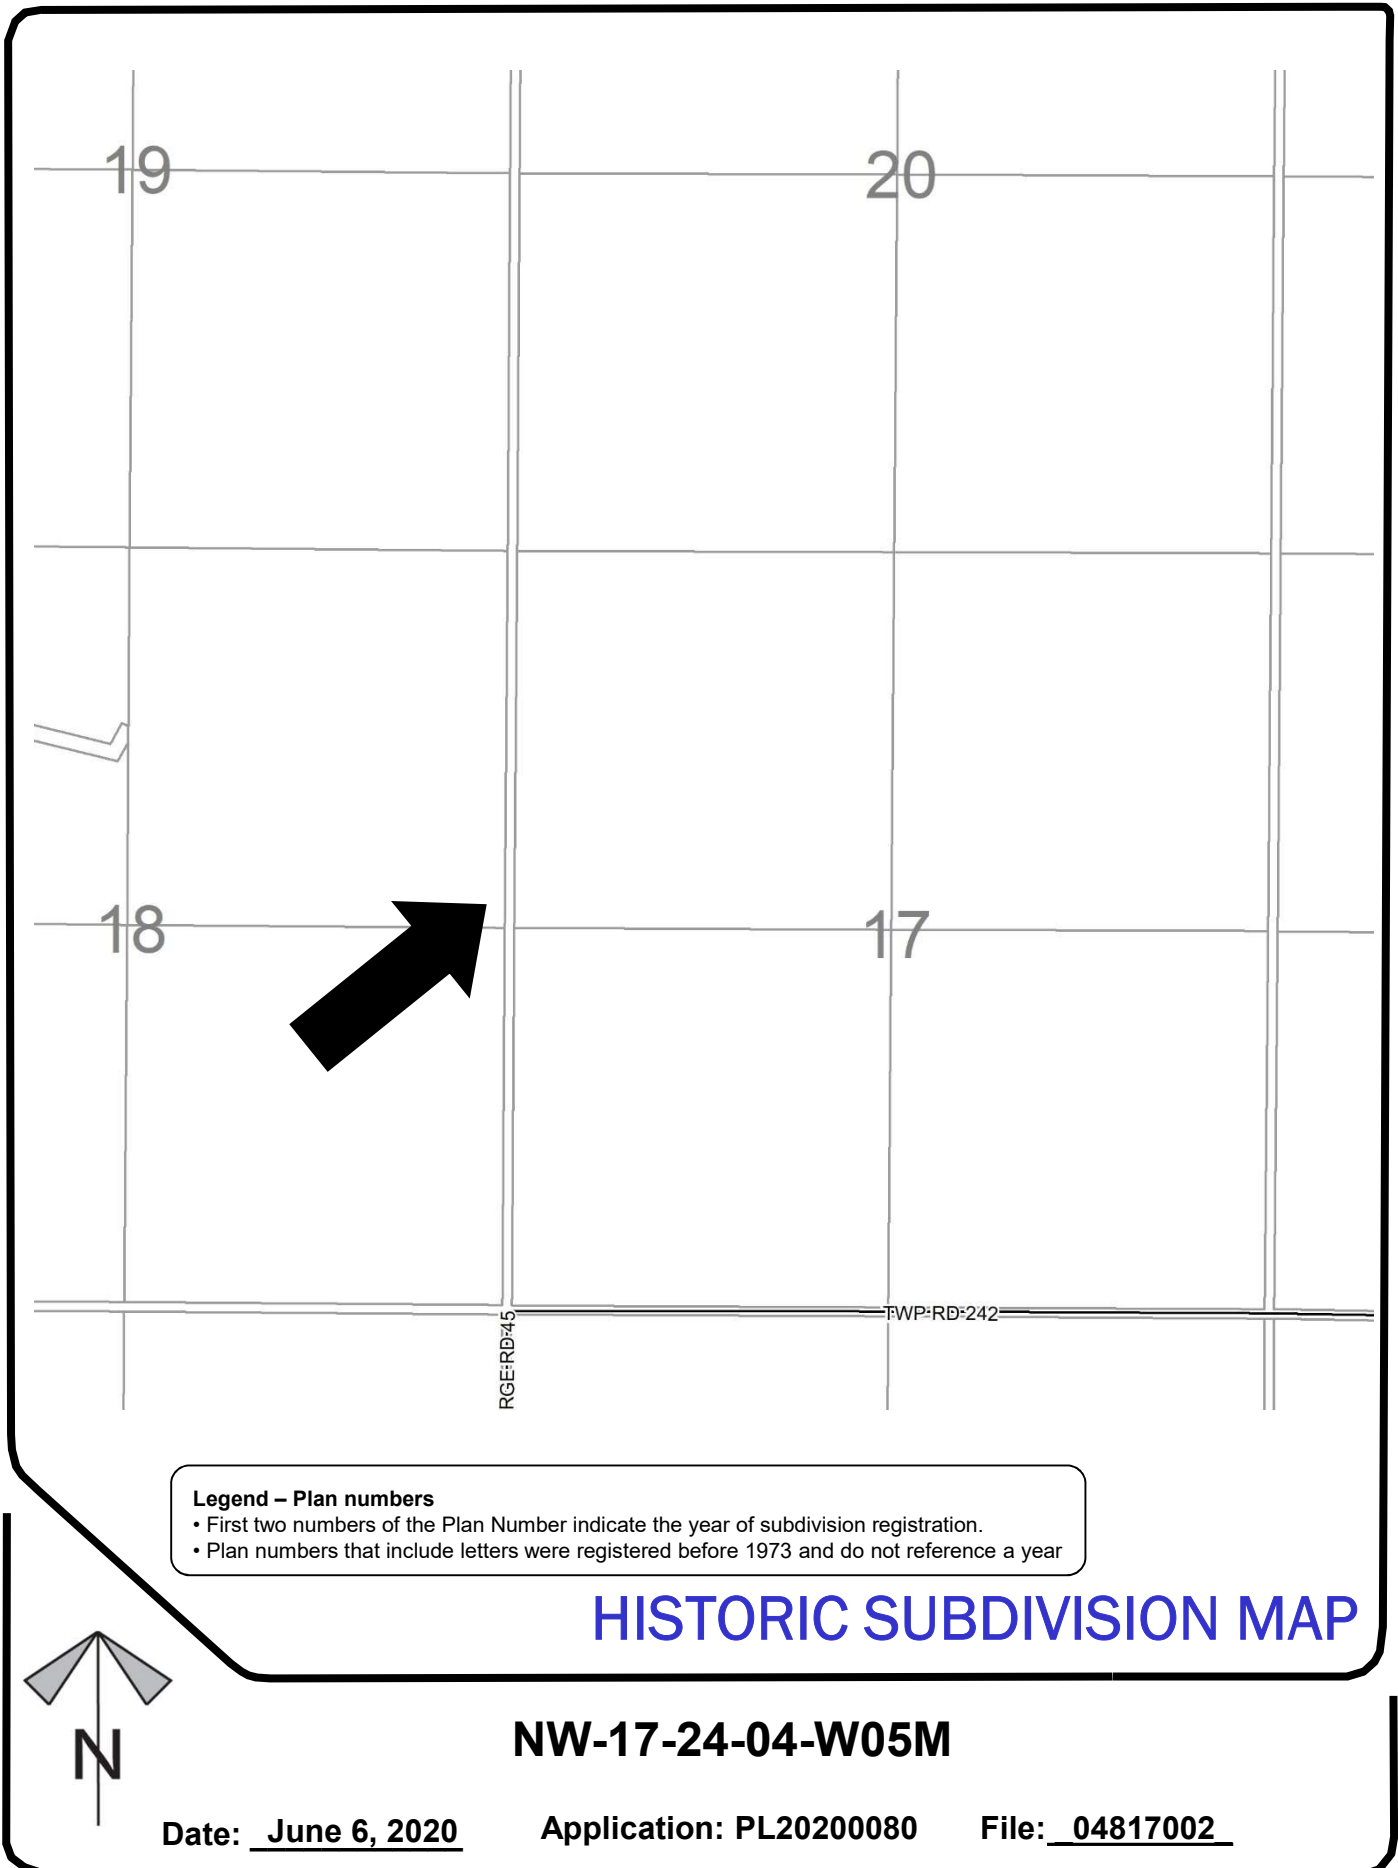 19
20
18
17
TWP RD 242
RGE RD 45
Legend – Plan numbers
• First two numbers of the Plan Number indicate the year of subdivision registration.
• Plan numbers that include letters were registered before 1973 and do not reference a year
HISTORIC SUBDIVISION MAP
N
NW-17-24-04-W05M
Date: June 6, 2020 Application: PL20200080 File: 04817002